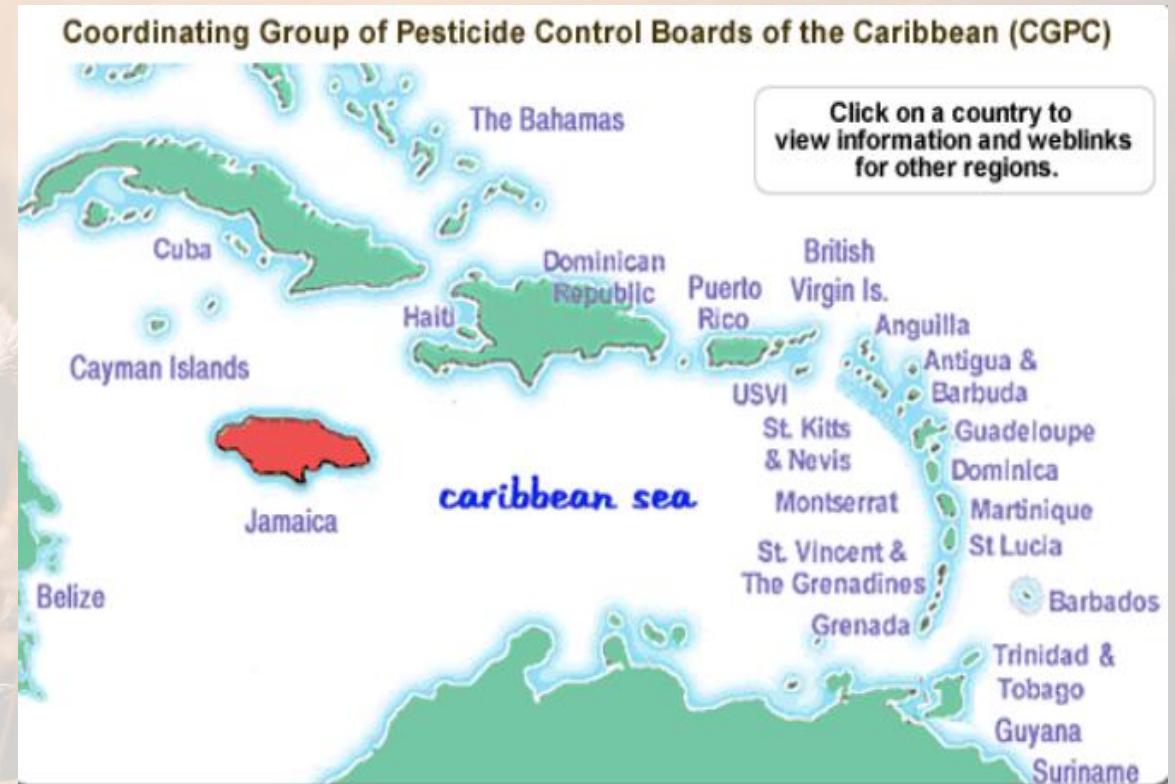 Coordinating Group of Pesticide Control Boards of the Caribbean (CGPC)
Click on a country to
view information and weblinks
for other regions.
The Bahamas
Cuba
Dominican
Republic
Haiti
Puerto
Rico
British
Virgin Is.
Anguilla
Cayman Islands
Antigua &
Barbuda
USVI
St. Kitts
& Nevis
Guadeloupe
Dominica
caribbean sea
Montserrat
Martinique
Jamaica
St Lucia
St. Vincent &
The Grenadines
Belize
Barbados
Grenada
Trinidad &
Tobago
Guyana
Suriname